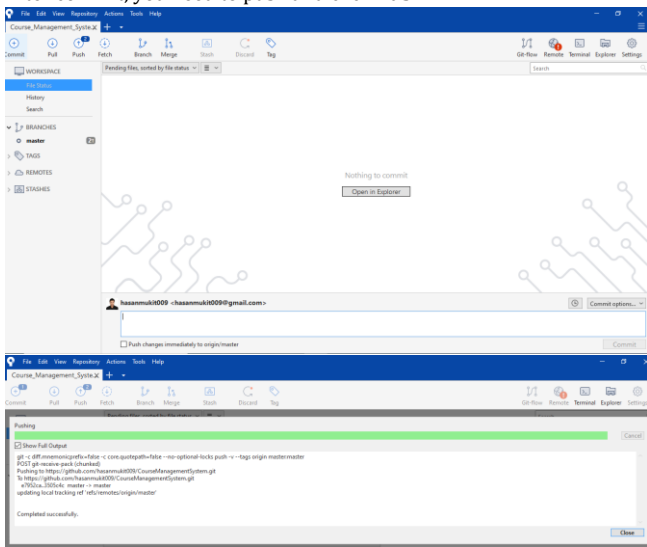 File Edit View Repository Actions Tools Help
Course_Management_Syste
Commit Pull Push Fetch Branch Merge Stash Discard Tag Git-flow Remote Terminal Explorer Settings
WORKSPACE
Pending files, sorted by file status
Search
File Status
History
Search
BRANCHES
master
TAGS
REMOTES
STASHES
Nothing to commit
Open in Explorer
hasanmukit009 <hasanmukit009@gmail.com>
Commit options...
Push changes immediately to origin/master
Commit
File Edit View Repository Actions Tools Help
Course_Management_Syste
Commit Pull Push Fetch Branch Merge Stash Discard Tag Git-flow Remote Terminal Explorer Settings
Pushing
Cancel
Show Full Output
git -c diff.mnemonicprefix=false -c core.quotepath=false --no-optional-locks push -v --tags origin master:master
POST git-receive-pack (chunked)
Pushing to https://github.com/hasanmukit009/CourseManagementSystem.git
To https://github.com/hasanmukit009/CourseManagementSystem.git
master -> master
updating local tracking ref 'refs/remotes/origin/master'
Completed successfully.
Close